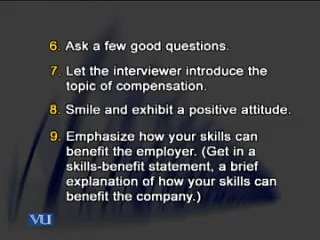 6. Ask a few good questions.
7. Let the interviewer introduce the
topic of compensation.
8. Smile and exhibit a positive attitude.
9. Emphasize how your skills can
benefit the employer. (Get in a
skills-benefit statement, a brief
explanation of how your skills can
benefit the company.)
VU